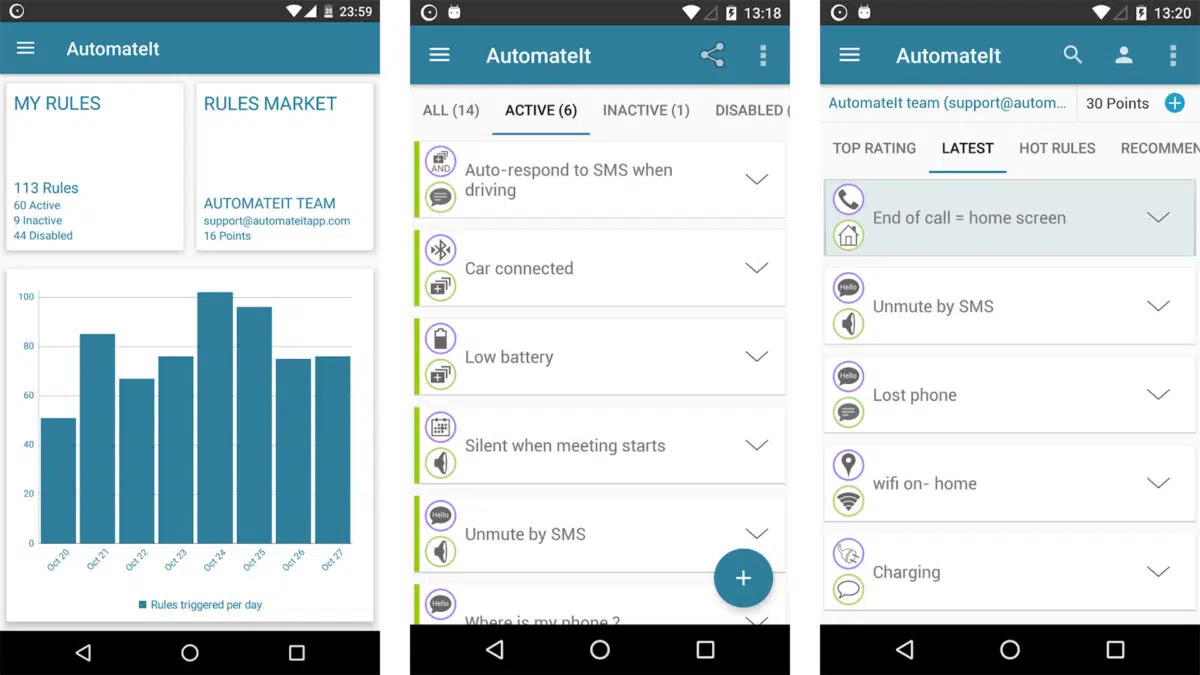 23:59
AutomateIt
MY RULES
113 Rules
60 Active
9 Inactive
44 Disabled
RULES MARKET
AUTOMATEIT TEAM
support@automateitapp.com
16 Points
100
80
60
40
20
0
Oct 20
Oct 21
Oct 22
Oct 23
Oct 24
Oct 25
Oct 26
Oct 27
Rules triggered per day
13:18
AutomateIt
ALL (14)
ACTIVE (6)
INACTIVE (1)
DISABLED (
AND
Auto-respond to SMS when
driving
Car connected
Low battery
Silent when meeting starts
Hello
Unmute by SMS
+
Hello
Where is my phone ?
13:20
AutomateIt
AutomateIt team (support@autom...
30 Points
TOP RATING
LATEST
HOT RULES
RECOMMEN
End of call = home screen
Hello
Unmute by SMS
Hello
Lost phone
wifi on- home
Charging